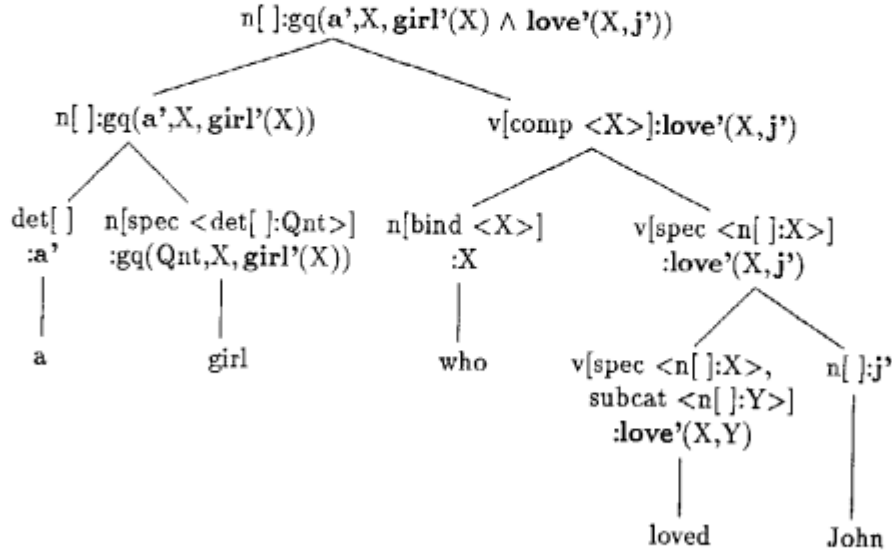 n[ ]:gq(a',X,girl'(X) ∧ love'(X,j'))
n[ ]:gq(a',X,girl'(X)) v[comp <X>]:love'(X,j')
det[ ] n[spec <det[ ]:Qnt>] n[bind <X>] v[spec <n[ ]:X>]
:a' :gq(Qnt,X,girl'(X)) :X :love'(X,j')
a girl who v[spec <n[ ]:X>, n[ ]:j'
subcat <n[ ]:Y>]
:love'(X,Y)
loved John